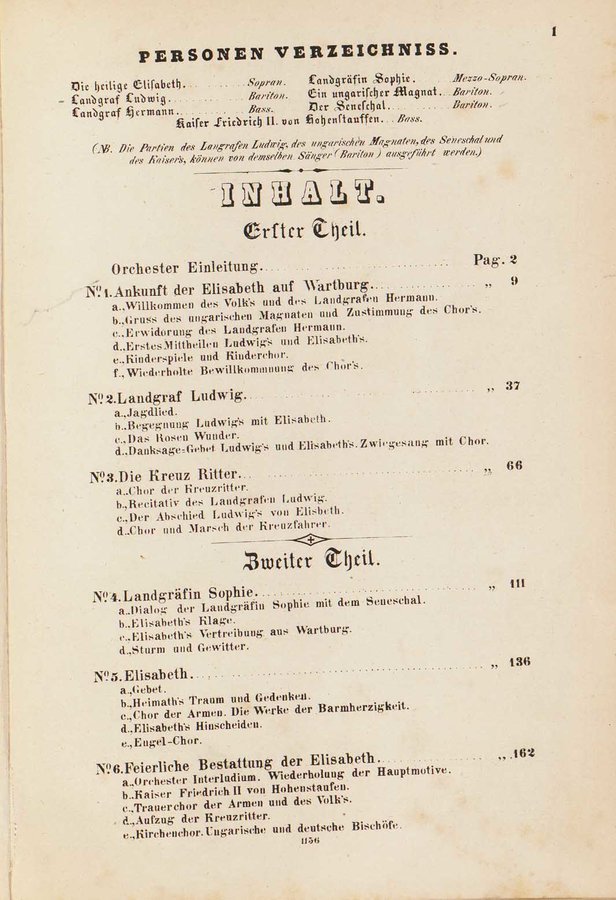 1
PERSONEN VERZEICHNISS.
Die heilige Elisabeth. Sopran. Landgräfin Sophie. Mezzo-Sopran.
Landgraf Ludwig. Bariton. Ein ungarischer Magnat. Bariton.
Landgraf Hermann. Bass. Der Seneschal. Bariton.
Kaiser Friedrich II. von Hohenstauffen. Bass.
(NB. Die Partien des Langrafen Ludwig, des ungarischen Magnaten, des Seneschal und
des Kaisers, können von demselben Sänger (Bariton) ausgeführt werden.)
INHALT.
Erster Theil.
Orchester Einleitung. Pag. 2
No. 1. Ankunft der Elisabeth auf Wartburg. „ 9
a., Willkommen des Volk's und des Landgrafen Hermann.
b., Gruss des ungarischen Magnaten und Zustimmung des Chor's.
c., Erwidorung des Landgrafen Hermann.
d., Erstes Mittheilen Ludwig's und Elisabeth's.
e., Kinderspiele und Kinderchor.
f., Wiederholte Bewillkommnung des Chor's.
No. 2. Landgraf Ludwig. „ 37
a., Jagdlied.
b., Begegnung Ludwig's mit Elisabeth.
c., Das Rosen Wunder.
d., Danksage=Gebet Ludwig's und Elisabeth's. Zwiegesang mit Chor.
No. 3. Die Kreuz Ritter. „ 66
a., Chor der Kreuzritter.
b., Recitativ des Landgrafen Ludwig.
c., Der Abschied Ludwig's von Elisbeth.
d., Chor und Marsch der Kreuzfahrer.
Zweiter Theil.
No. 4. Landgräfin Sophie. „ 111
a., Dialog der Landgräfin Sophie mit dem Seneschal.
b., Elisabeth's Klage.
c., Elisabeth's Vertreibung aus Wartburg.
d., Sturm und Gewitter.
No. 5. Elisabeth. „ 136
a., Gebet.
b., Heimath's Traum und Gedenken.
c., Chor der Armen. Die Werke der Barmherzigkeit.
d., Elisabeth's Hinscheiden.
e., Engel-Chor.
No. 6. Feierliche Bestattung der Elisabeth. „ 162
a., Orchester Interludium. Wiederholung der Hauptmotive.
b., Kaiser Friedrich II von Hohenstaufen.
c., Trauerchor der Armen und des Volk's.
d., Aufzug der Kreuzritter.
e., Kirchenchor. Ungarische und deutsche Bischöfe.
1156